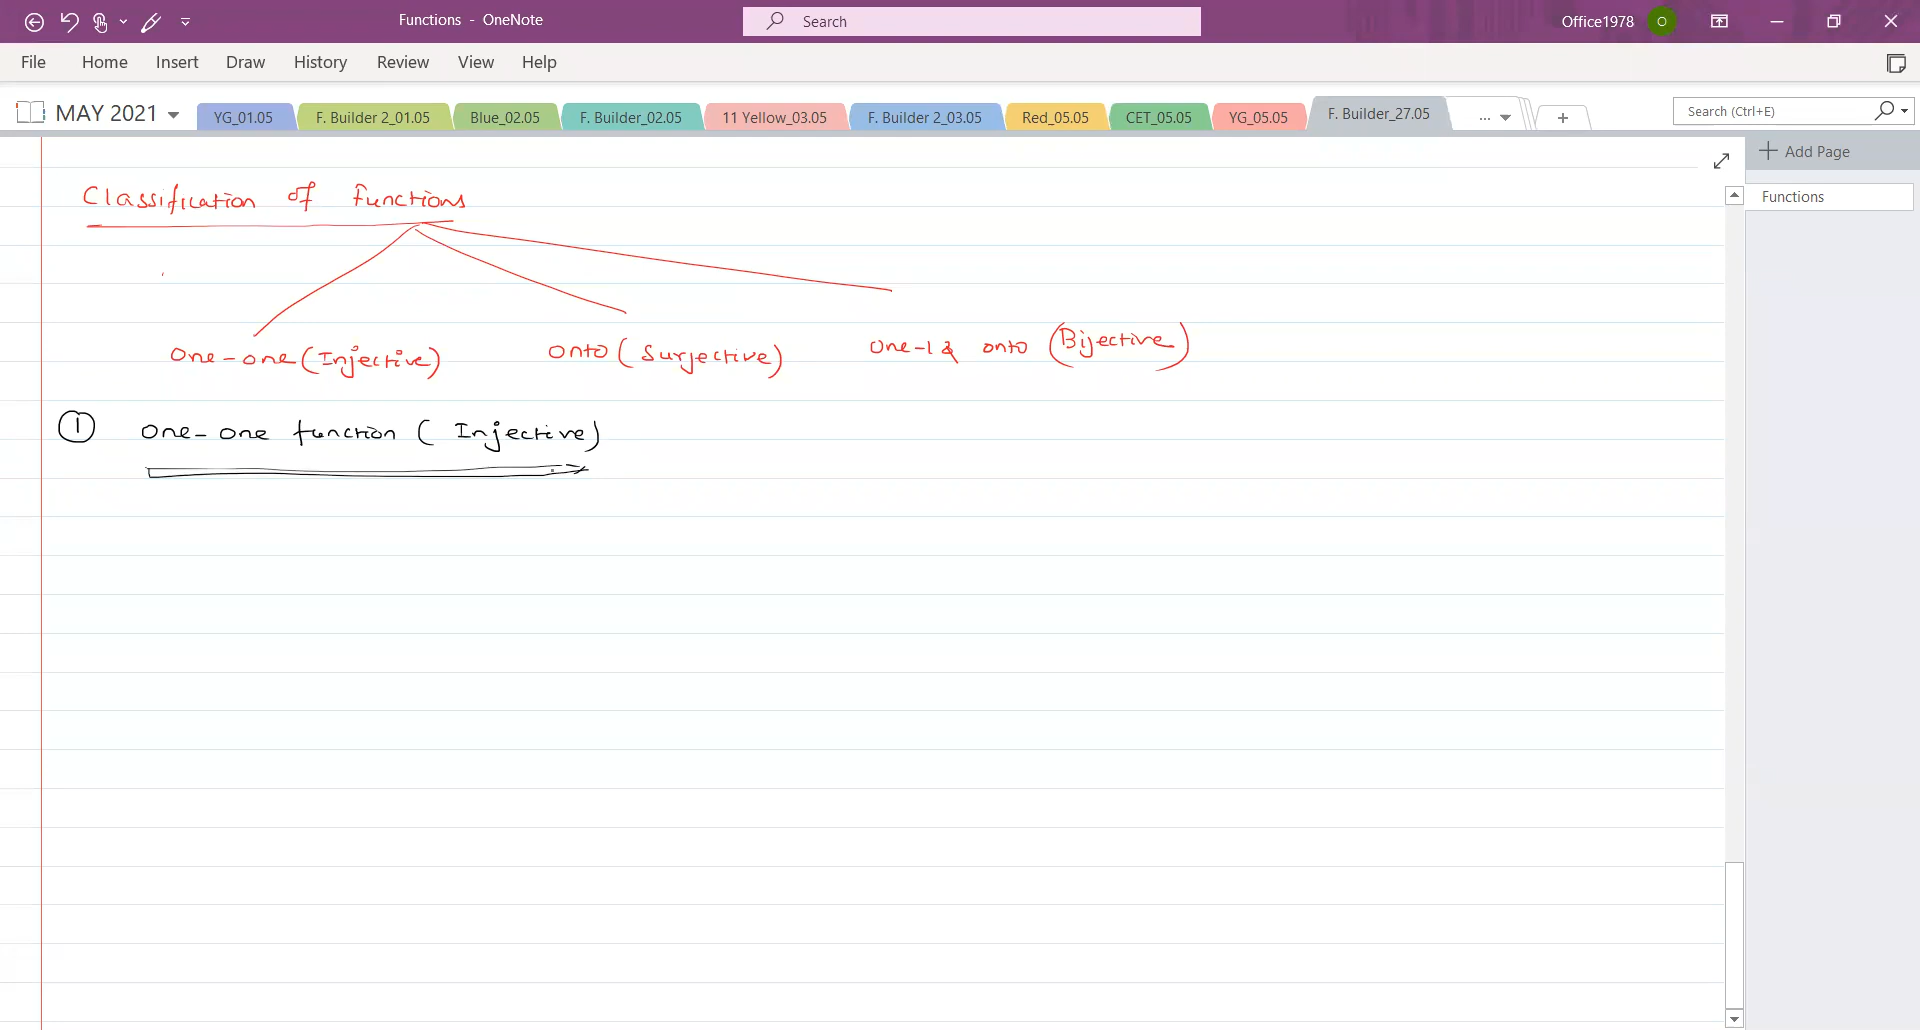 Functions - OneNote
Search
Office1978
O
File Home Insert Draw History Review View Help
MAY 2021
YG_01.05 F. Builder 2_01.05 Blue_02.05 F. Builder_02.05 11 Yellow_03.05 F. Builder 2_03.05 Red_05.05 CET_05.05 YG_05.05 F. Builder_27.05 ... +
Search (Ctrl+E)
Add Page
Functions
Classification of functions
One-one (Injective) Onto (Surjective) One-1 & onto (Bijective)
1 One-One function (Injective)